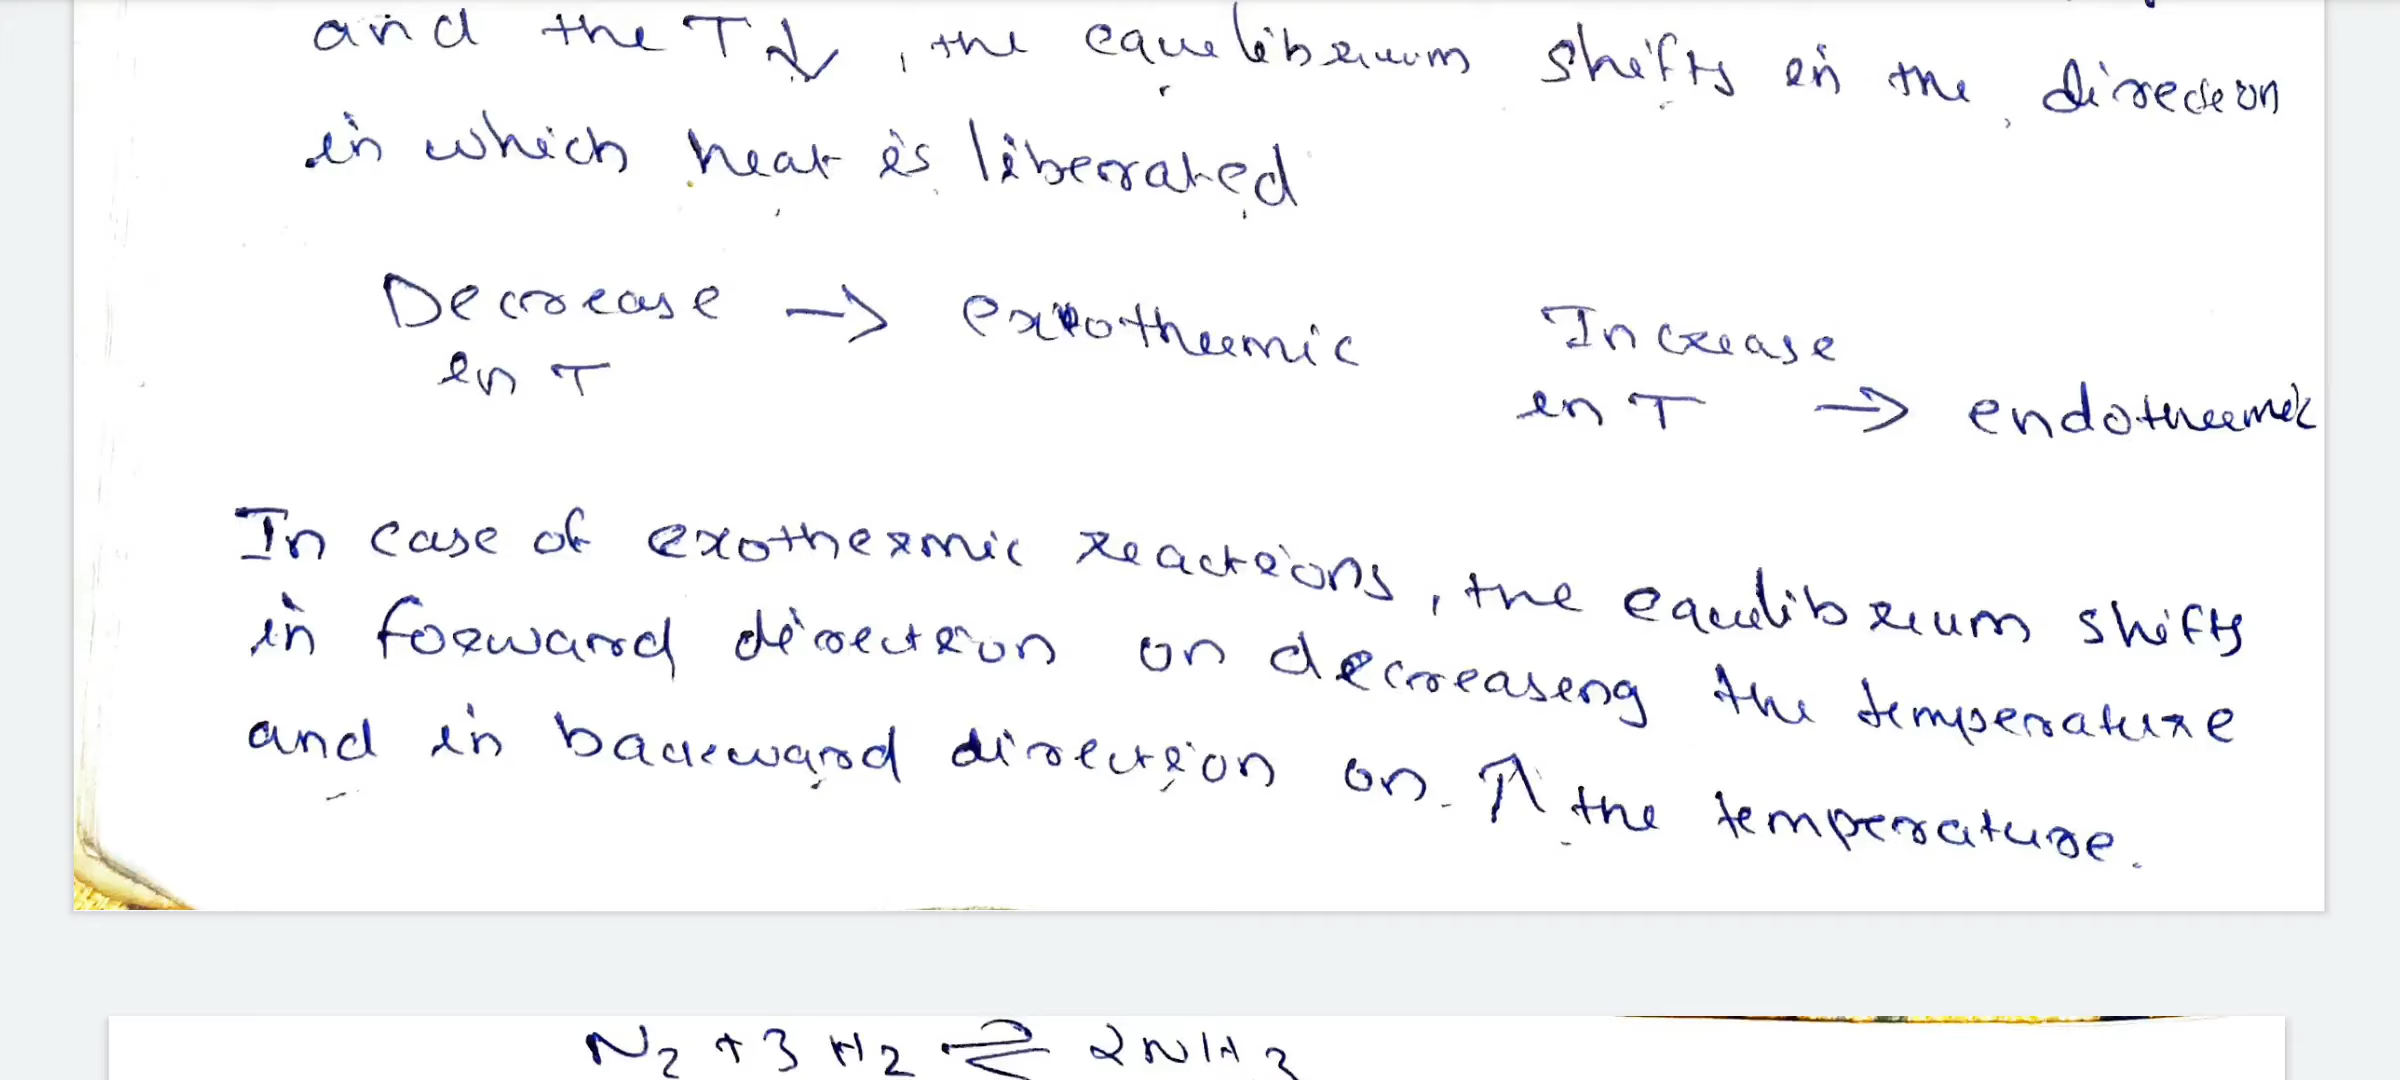 and the T ↓, the equilibrium shifts in the direction
in which heat is liberated
Decrease → exothermic
in T
Increase
in T → endothermic
In case of exothermic reactions, the equilibrium shifts
in forward direction on decreasing the temperature
and in backward direction on ↑ the temperature.
N2 + 3H2 ⇌ 2NH3